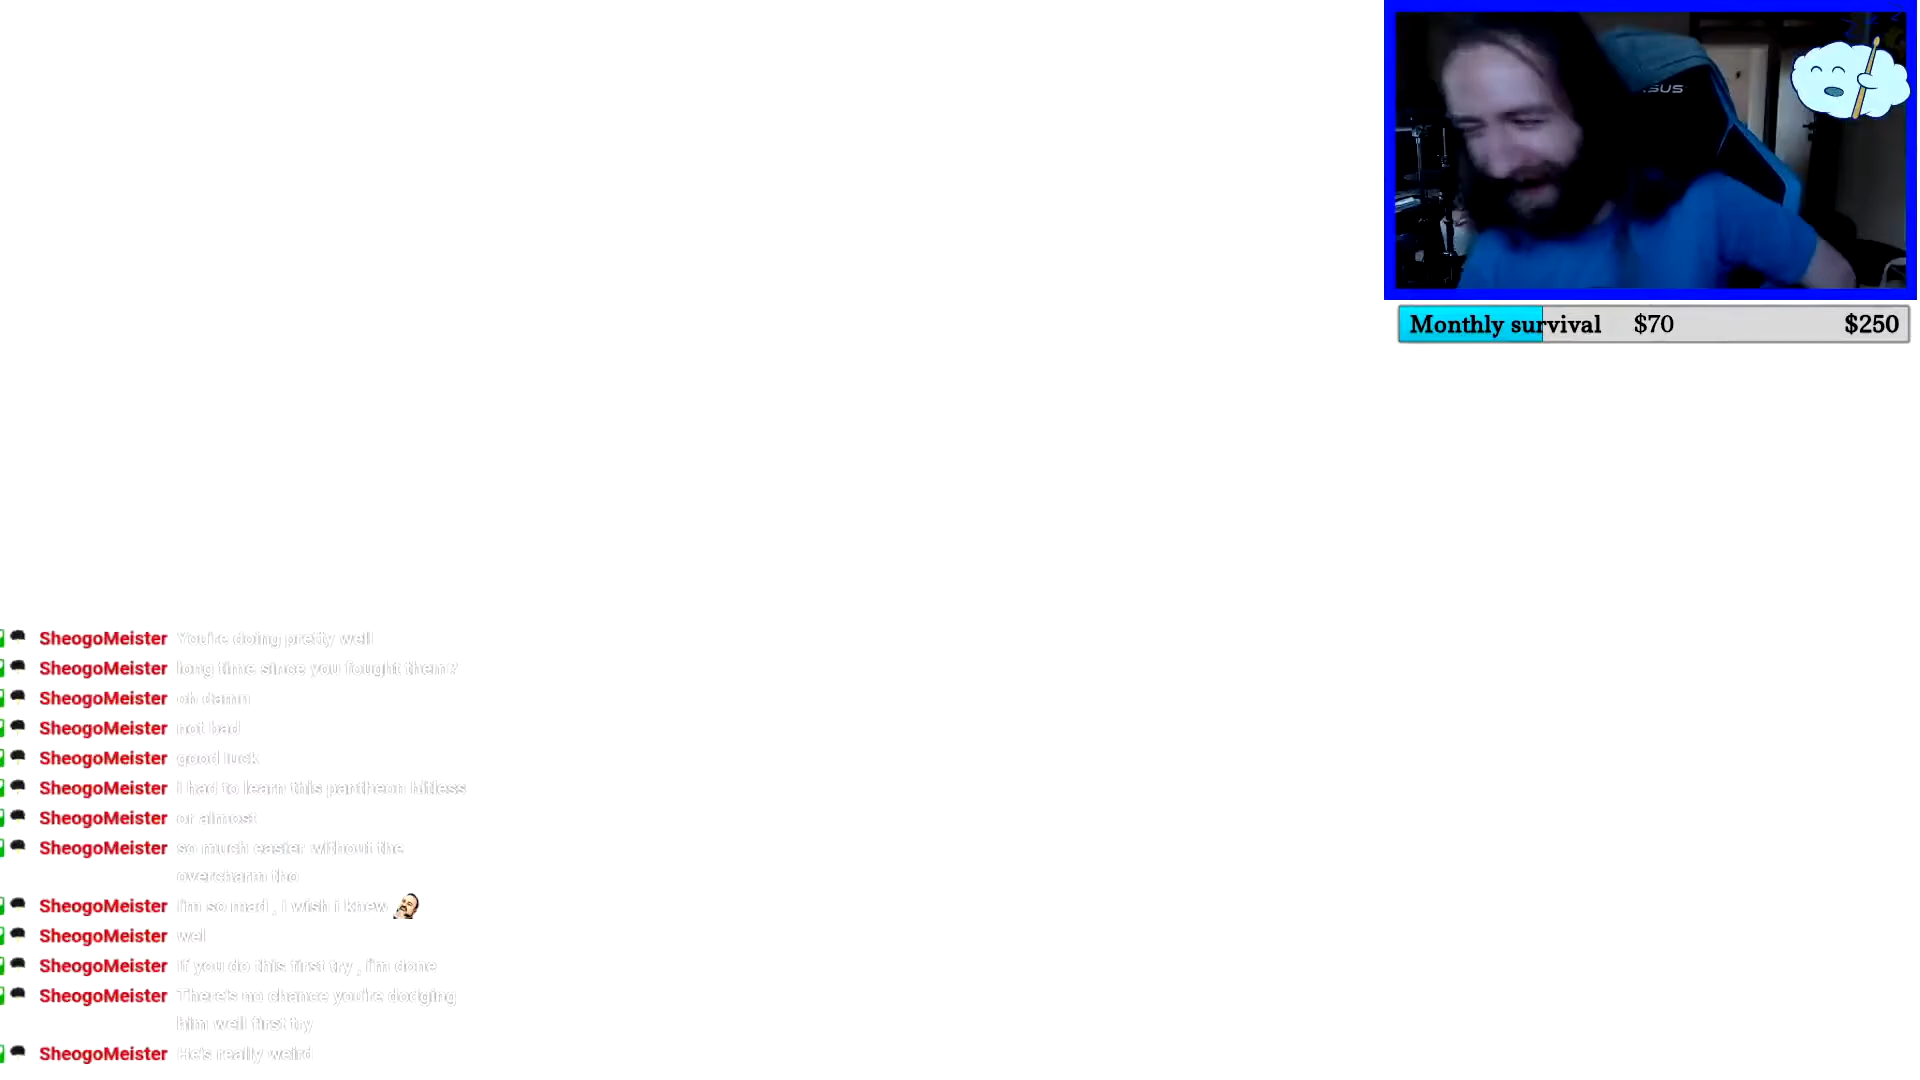 ASUS
Monthly survival $70 $250
SheogoMeister You're doing pretty well
SheogoMeister long time since you fought them?
SheogoMeister oh damn
SheogoMeister not bad
SheogoMeister good luck
SheogoMeister I had to learn this pantheon hitless
SheogoMeister or almost
SheogoMeister so much easier without the
overcharm tho
SheogoMeister I'm so mad , I wish i knew
SheogoMeister wel
SheogoMeister If you do this first try , i'm done
SheogoMeister There's no chance you're dodging
him well first try
SheogoMeister He's really weird